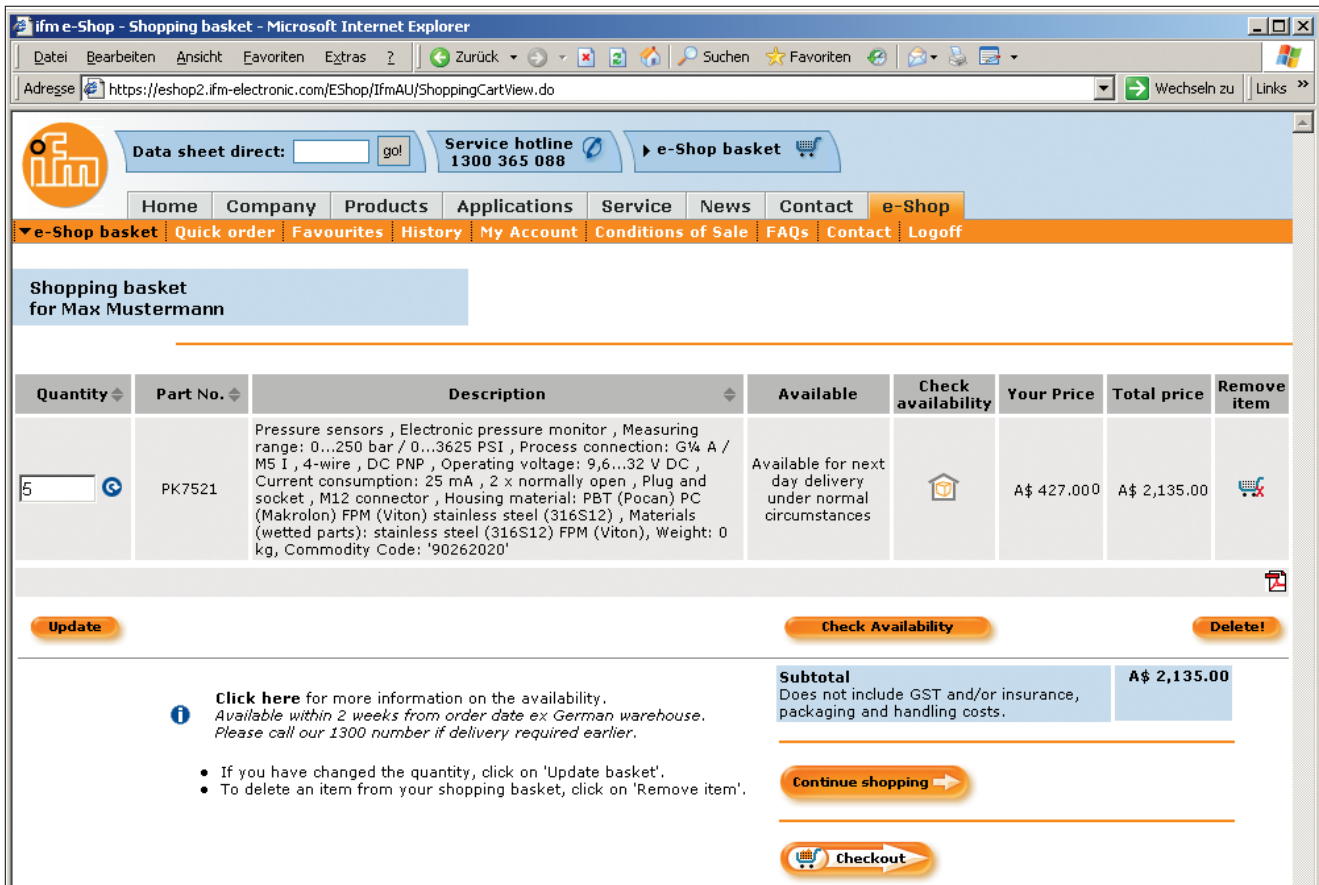 ifm e-Shop - Shopping basket - Microsoft Internet Explorer
Datei Bearbeiten Ansicht Favoriten Extras ? Zurück Suchen Favoriten
Adresse https://eshop2.ifm-electronic.com/EShop/IfmAU/ShoppingCartView.do Wechseln zu Links »
ifm
Data sheet direct: go!
Service hotline
1300 365 088
e-Shop basket
Home Company Products Applications Service News Contact e-Shop
e-Shop basket Quick order Favourites History My Account Conditions of Sale FAQs Contact Logoff
Shopping basket
for Max Mustermann
Quantity Part No. Description Available Check availability Your Price Total price Remove item
Pressure sensors , Electronic pressure monitor , Measuring
range: 0...250 bar / 0...3625 PSI , Process connection: G¼ A /
M5 I , 4-wire , DC PNP , Operating voltage: 9,6...32 V DC ,
Current consumption: 25 mA , 2 x normally open , Plug and
socket , M12 connector , Housing material: PBT (Pocan) PC
(Makrolon) FPM (Viton) stainless steel (316S12) , Materials
(wetted parts): stainless steel (316S12) FPM (Viton), Weight: 0
kg, Commodity Code: '90262020'
5 PK7521
Available for next
day delivery
under normal
circumstances
A$ 427.000 A$ 2,135.00
Update Check Availability Delete!
Click here for more information on the availability.
Available within 2 weeks from order date ex German warehouse.
Please call our 1300 number if delivery required earlier.
• If you have changed the quantity, click on 'Update basket'.
• To delete an item from your shopping basket, click on 'Remove item'.
Subtotal A$ 2,135.00
Does not include GST and/or insurance,
packaging and handling costs.
Continue shopping
Checkout